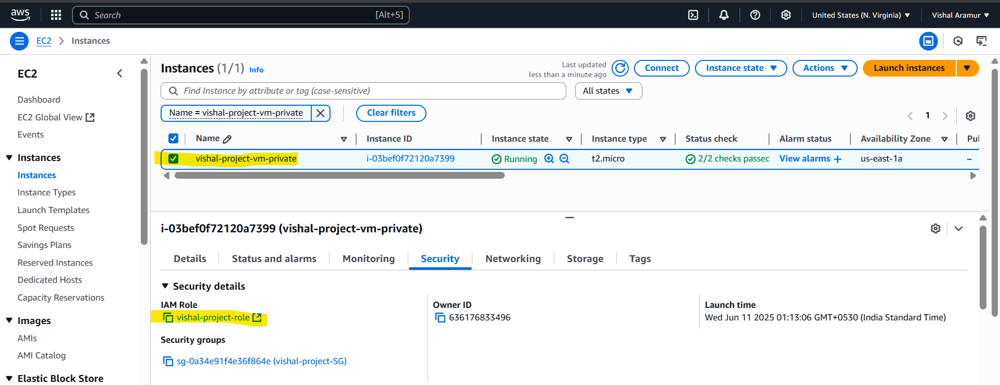 aws
Search [Alt+S]
United States (N. Virginia)
Vishal Aramur
EC2
Instances
EC2
Dashboard
EC2 Global View
Events
Instances
Instances
Instance Types
Launch Templates
Spot Requests
Savings Plans
Reserved Instances
Dedicated Hosts
Capacity Reservations
Images
AMIs
AMI Catalog
Elastic Block Store
Instances (1/1) Info
Last updated
less than a minute ago
Connect
Instance state
Actions
Launch instances
Find Instance by attribute or tag (case-sensitive)
All states
Name = vishal-project-vm-private
Clear filters
1
Name Instance ID Instance state Instance type Status check Alarm status Availability Zone Pul
vishal-project-vm-private i-03bef0f72120a7399 Running t2.micro 2/2 checks passec View alarms + us-east-1a –
i-03bef0f72120a7399 (vishal-project-vm-private)
Details Status and alarms Monitoring Security Networking Storage Tags
Security details
IAM Role
vishal-project-role
Owner ID
636176833496
Launch time
Wed Jun 11 2025 01:13:06 GMT+0530 (India Standard Time)
Security groups
sg-0a34e91f4e36f864e (vishal-project-SG)